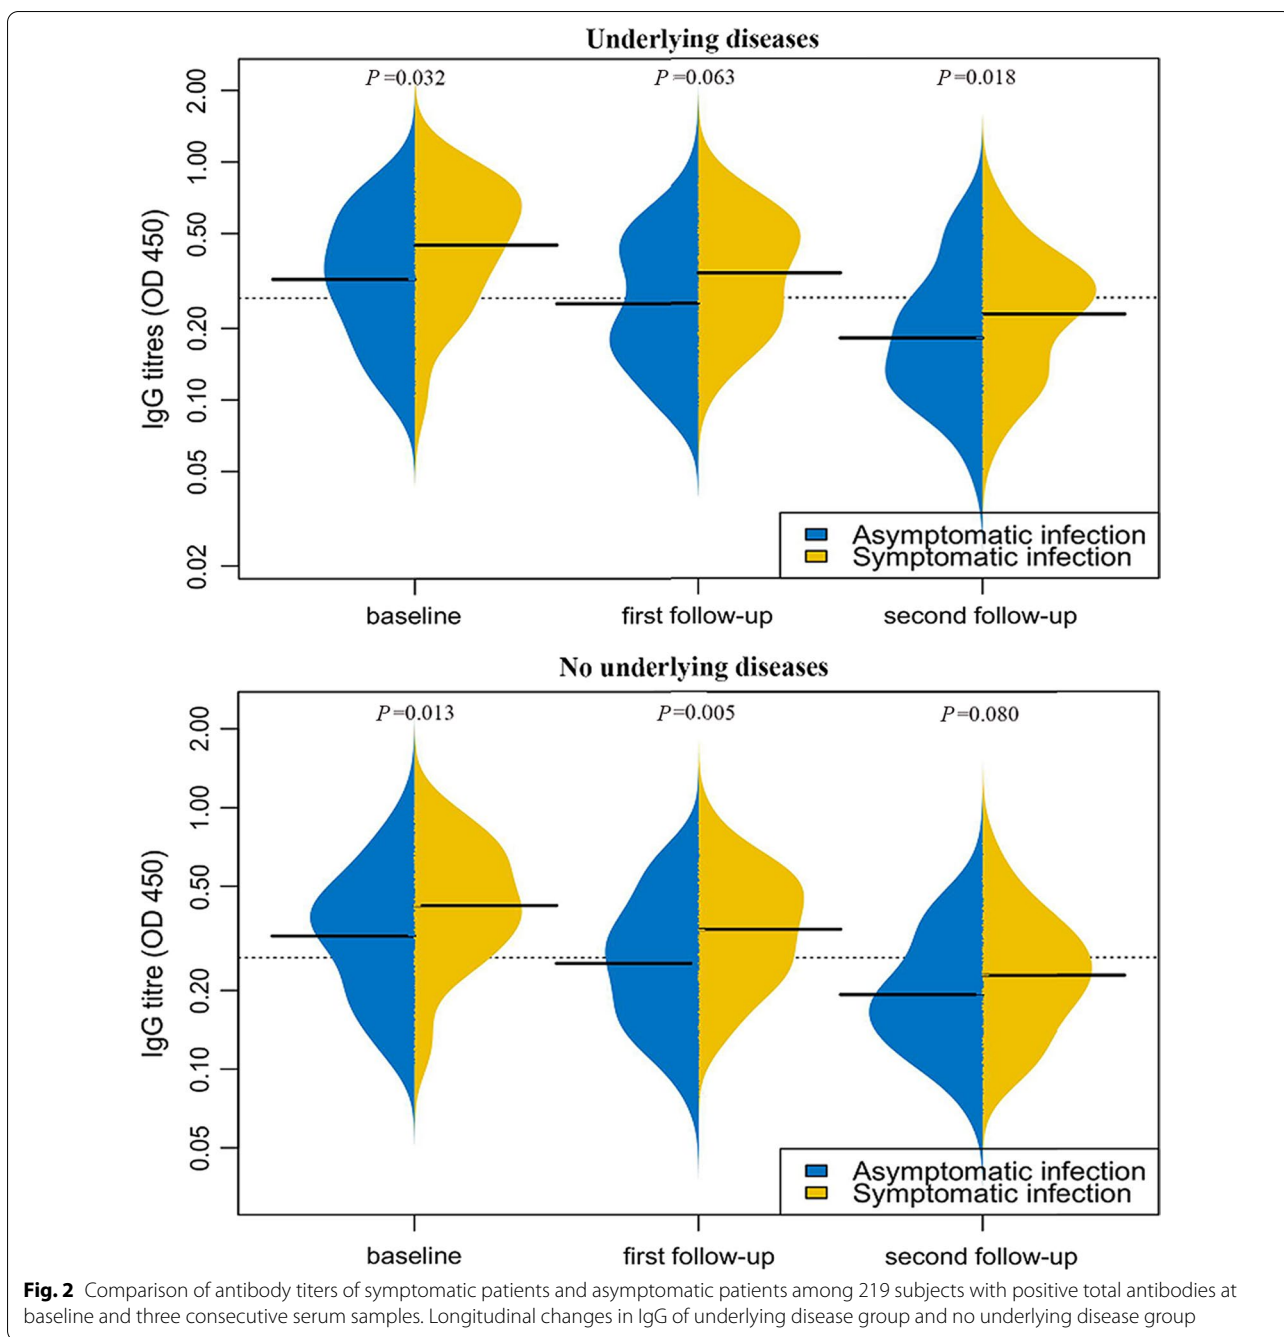 Underlying diseases
P=0.032 P=0.063 P=0.018
IgG titres (OD 450)
2.00
1.00
0.50
0.20
0.10
0.05
0.02
Asymptomatic infection
Symptomatic infection
baseline first follow-up second follow-up
No underlying diseases
P=0.013 P=0.005 P=0.080
IgG titre (OD 450)
2.00
1.00
0.50
0.20
0.10
0.05
Asymptomatic infection
Symptomatic infection
baseline first follow-up second follow-up
Fig. 2 Comparison of antibody titers of symptomatic patients and asymptomatic patients among 219 subjects with positive total antibodies at
baseline and three consecutive serum samples. Longitudinal changes in IgG of underlying disease group and no underlying disease group